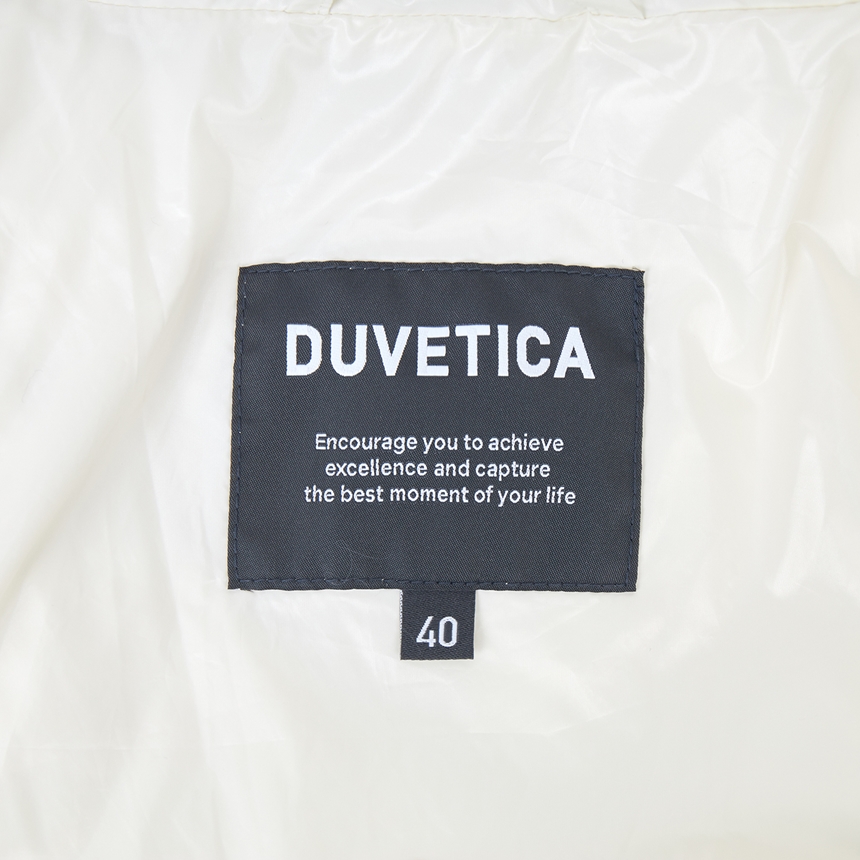 DUVETICA
Encourage you to achieve
excellence and capture
the best moment of your life
40